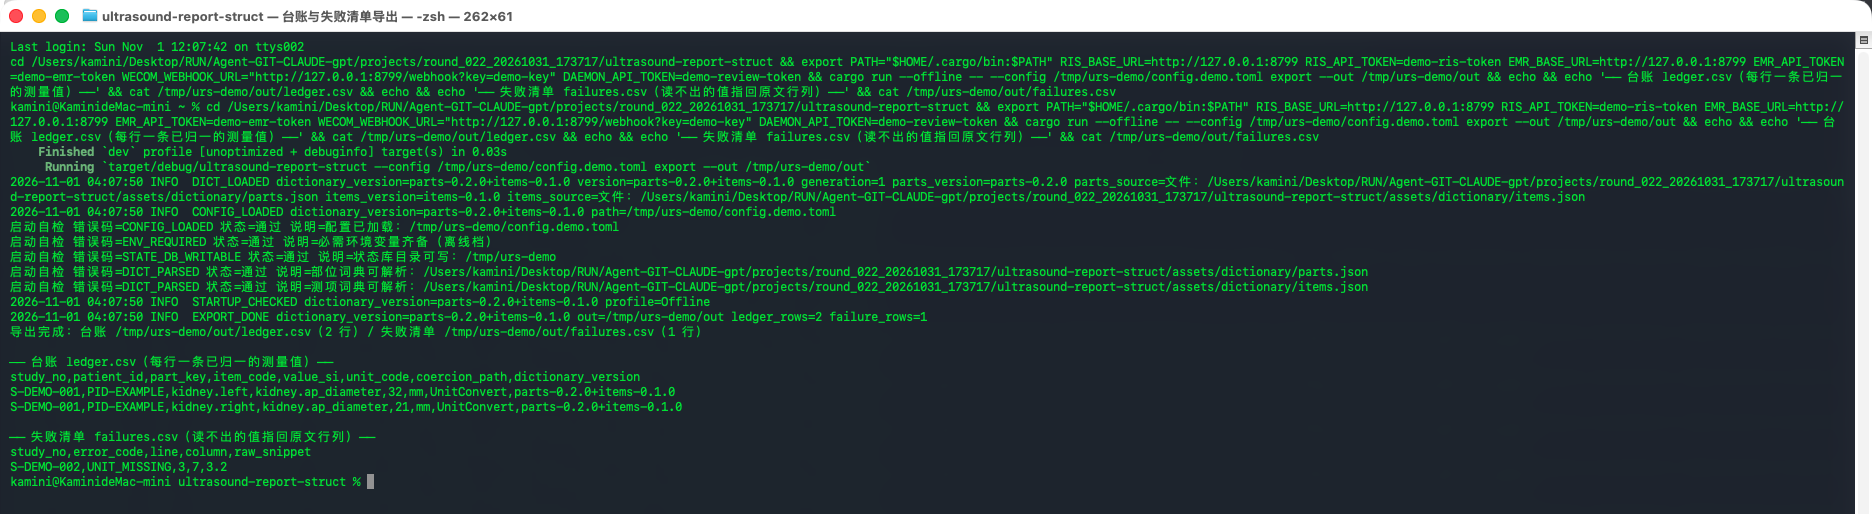 ultrasound-report-struct — 台账与失败清单导出 — -zsh — 262×61
Last login: Sun Nov  1 12:07:42 on ttys002
cd /Users/kamini/Desktop/RUN/Agent-GIT-CLAUDE-gpt/projects/round_022_20261031_173717/ultrasound-report-struct && export PATH="$HOME/.cargo/bin:$PATH" RIS_BASE_URL=http://127.0.0.1:8799 RIS_API_TOKEN=demo-ris-token EMR_BASE_URL=http://127.0.0.1:8799 EMR_API_TOKEN
=demo-emr-token WECOM_WEBHOOK_URL="http://127.0.0.1:8799/webhook?key=demo-key" DAEMON_API_TOKEN=demo-review-token && cargo run --offline -- --config /tmp/urs-demo/config.demo.toml export --out /tmp/urs-demo/out && echo && echo '—— 台账 ledger.csv（每行一条已归一
的测量值）——' && cat /tmp/urs-demo/out/ledger.csv && echo && echo '—— 失败清单 failures.csv（读不出的值指回原文行列）——' && cat /tmp/urs-demo/out/failures.csv
kamini@KaminideMac-mini ~ % cd /Users/kamini/Desktop/RUN/Agent-GIT-CLAUDE-gpt/projects/round_022_20261031_173717/ultrasound-report-struct && export PATH="$HOME/.cargo/bin:$PATH" RIS_BASE_URL=http://127.0.0.1:8799 RIS_API_TOKEN=demo-ris-token EMR_BASE_URL=http:/
/127.0.0.1:8799 EMR_API_TOKEN=demo-emr-token WECOM_WEBHOOK_URL="http://127.0.0.1:8799/webhook?key=demo-key" DAEMON_API_TOKEN=demo-review-token && cargo run --offline -- --config /tmp/urs-demo/config.demo.toml export --out /tmp/urs-demo/out && echo && echo '—— 台
账 ledger.csv（每行一条已归一的测量值）——' && cat /tmp/urs-demo/out/ledger.csv && echo && echo '—— 失败清单 failures.csv（读不出的值指回原文行列）——' && cat /tmp/urs-demo/out/failures.csv
    Finished `dev` profile [unoptimized + debuginfo] target(s) in 0.03s
     Running `target/debug/ultrasound-report-struct --config /tmp/urs-demo/config.demo.toml export --out /tmp/urs-demo/out`
2026-11-01 04:07:50 INFO  DICT_LOADED dictionary_version=parts-0.2.0+items-0.1.0 version=parts-0.2.0+items-0.1.0 generation=1 parts_version=parts-0.2.0 parts_source=文件：/Users/kamini/Desktop/RUN/Agent-GIT-CLAUDE-gpt/projects/round_022_20261031_173717/ultrasoun
d-report-struct/assets/dictionary/parts.json items_version=items-0.1.0 items_source=文件：/Users/kamini/Desktop/RUN/Agent-GIT-CLAUDE-gpt/projects/round_022_20261031_173717/ultrasound-report-struct/assets/dictionary/items.json
2026-11-01 04:07:50 INFO  CONFIG_LOADED dictionary_version=parts-0.2.0+items-0.1.0 path=/tmp/urs-demo/config.demo.toml
启动自检 错误码=CONFIG_LOADED 状态=通过 说明=配置已加载：/tmp/urs-demo/config.demo.toml
启动自检 错误码=ENV_REQUIRED 状态=通过 说明=必需环境变量齐备（离线档）
启动自检 错误码=STATE_DB_WRITABLE 状态=通过 说明=状态库目录可写：/tmp/urs-demo
启动自检 错误码=DICT_PARSED 状态=通过 说明=部位词典可解析：/Users/kamini/Desktop/RUN/Agent-GIT-CLAUDE-gpt/projects/round_022_20261031_173717/ultrasound-report-struct/assets/dictionary/parts.json
启动自检 错误码=DICT_PARSED 状态=通过 说明=测项词典可解析：/Users/kamini/Desktop/RUN/Agent-GIT-CLAUDE-gpt/projects/round_022_20261031_173717/ultrasound-report-struct/assets/dictionary/items.json
2026-11-01 04:07:50 INFO  STARTUP_CHECKED dictionary_version=parts-0.2.0+items-0.1.0 profile=Offline
2026-11-01 04:07:50 INFO  EXPORT_DONE dictionary_version=parts-0.2.0+items-0.1.0 out=/tmp/urs-demo/out ledger_rows=2 failure_rows=1
导出完成：台账 /tmp/urs-demo/out/ledger.csv（2 行）/ 失败清单 /tmp/urs-demo/out/failures.csv（1 行）
—— 台账 ledger.csv（每行一条已归一的测量值）——
study_no,patient_id,part_key,item_code,value_si,unit_code,coercion_path,dictionary_version
S-DEMO-001,PID-EXAMPLE,kidney.left,kidney.ap_diameter,32,mm,UnitConvert,parts-0.2.0+items-0.1.0
S-DEMO-001,PID-EXAMPLE,kidney.right,kidney.ap_diameter,21,mm,UnitConvert,parts-0.2.0+items-0.1.0
—— 失败清单 failures.csv（读不出的值指回原文行列）——
study_no,error_code,line,column,raw_snippet
S-DEMO-002,UNIT_MISSING,3,7,3.2
kamini@KaminideMac-mini ultrasound-report-struct %